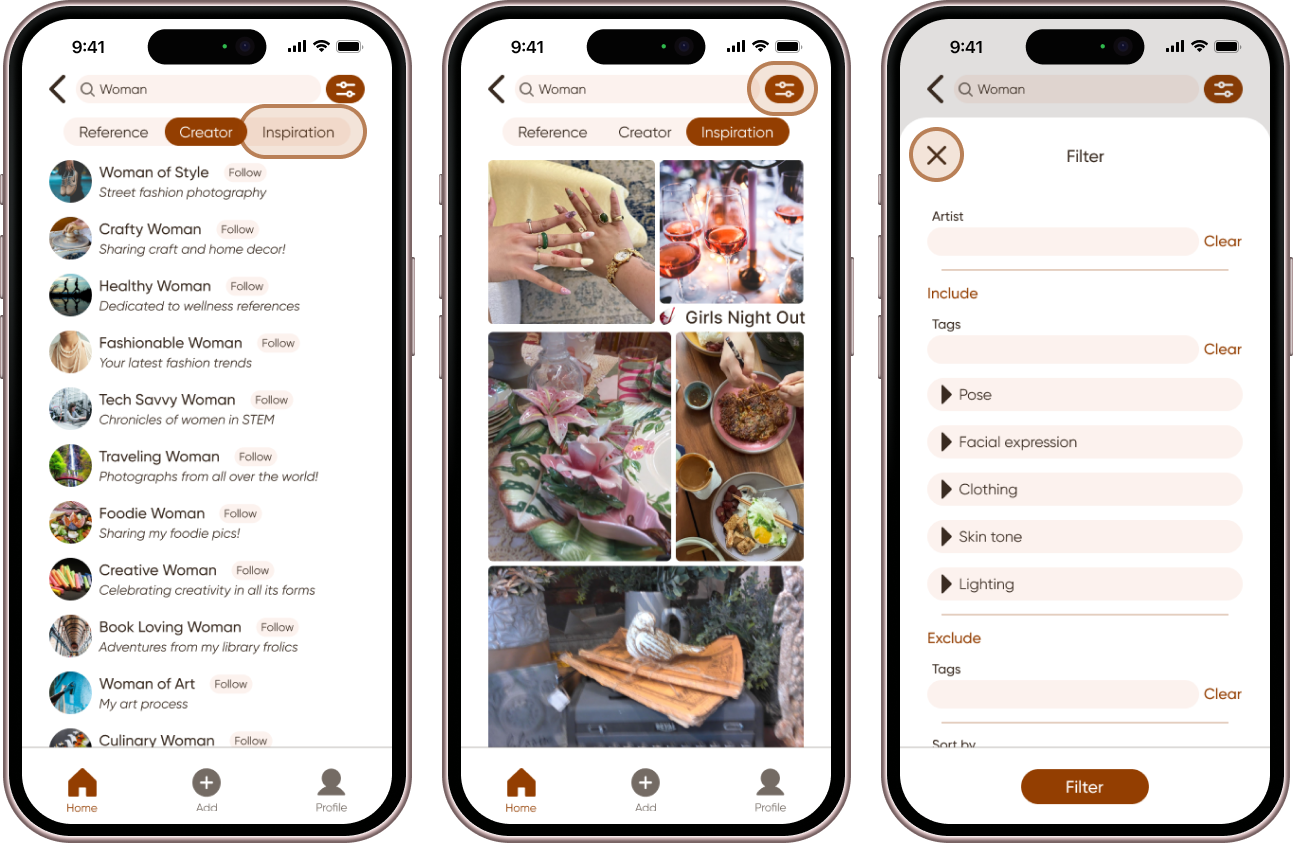 9:41
Woman
Reference Creator Inspiration
Woman of Style Follow
Street fashion photography
Crafty Woman Follow
Sharing craft and home decor!
Healthy Woman Follow
Dedicated to wellness references
Fashionable Woman Follow
Your latest fashion trends
Tech Savvy Woman Follow
Chronicles of women in STEM
Traveling Woman Follow
Photographs from all over the world!
Foodie Woman Follow
Sharing my foodie pics!
Creative Woman Follow
Celebrating creativity in all its forms
Book Loving Woman Follow
Adventures from my library frolics
Woman of Art Follow
My art process
Culinary Woman Follow
Home Add Profile
9:41
Woman
Reference Creator Inspiration
Girls Night Out
Home Add Profile
9:41
Woman
Filter
Artist
Clear
Include
Tags
Clear
Pose
Facial expression
Clothing
Skin tone
Lighting
Exclude
Tags
Clear
Sort by
Filter